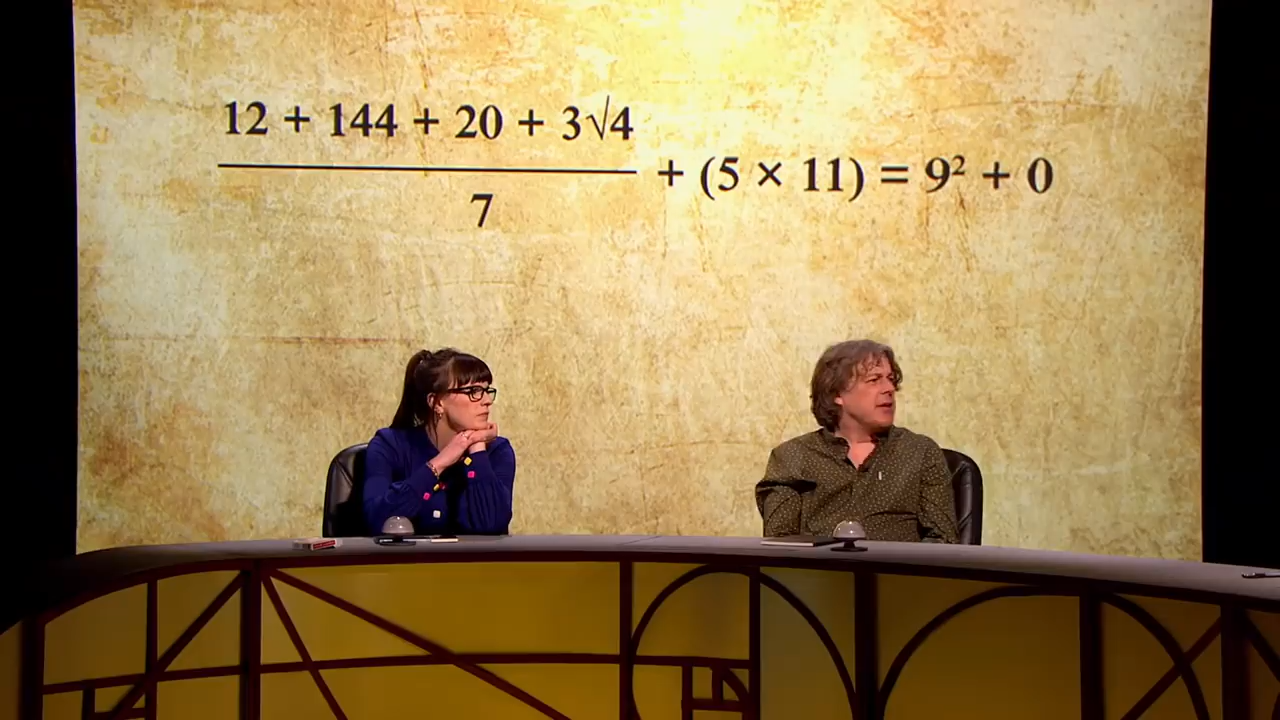 12 + 144 + 20 + 3√4
7
+ (5 × 11) = 9² + 0